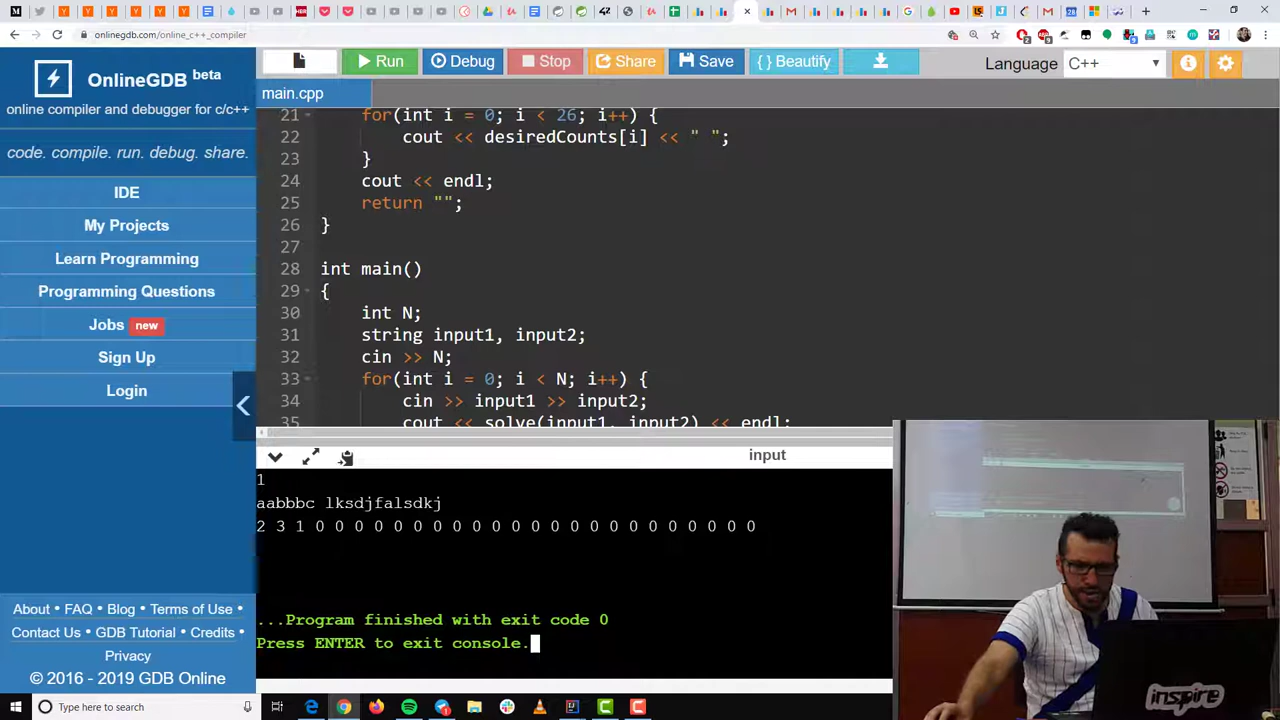 onlinegdb.com/online_c++_compiler
OnlineGDB beta
online compiler and debugger for c/c++
code. compile. run. debug. share.
IDE
My Projects
Learn Programming
Programming Questions
Jobs new
Sign Up
Login
About • FAQ • Blog • Terms of Use •
Contact Us • GDB Tutorial • Credits •
Privacy
© 2016 - 2019 GDB Online
Run
Debug
Stop
Share
Save
{ } Beautify
Language
C++
main.cpp
21 for(int i = 0; i < 26; i++) {
22 cout << desiredCounts[i] << " ";
23 }
24 cout << endl;
25 return "";
26 }
27
28 int main()
29 {
30 int N;
31 string input1, input2;
32 cin >> N;
33 for(int i = 0; i < N; i++) {
34 cin >> input1 >> input2;
35 cout << solve(input1, input2) << endl;
input
1
aabbbc lksdjfalsdkj
2 3 1 0 0 0 0 0 0 0 0 0 0 0 0 0 0 0 0 0 0 0 0 0 0 0
...Program finished with exit code 0
Press ENTER to exit console.
inspire
Type here to search